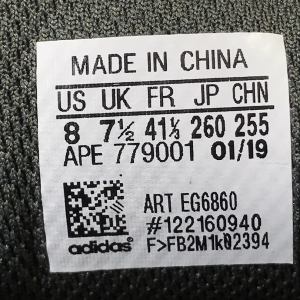 MADE IN CHINA
US UK FR JP CHN
8 7½ 41⅓ 260 255
APE 779001 01/19
ART EG6860
#122160940
adidas F>FB2M1k02394